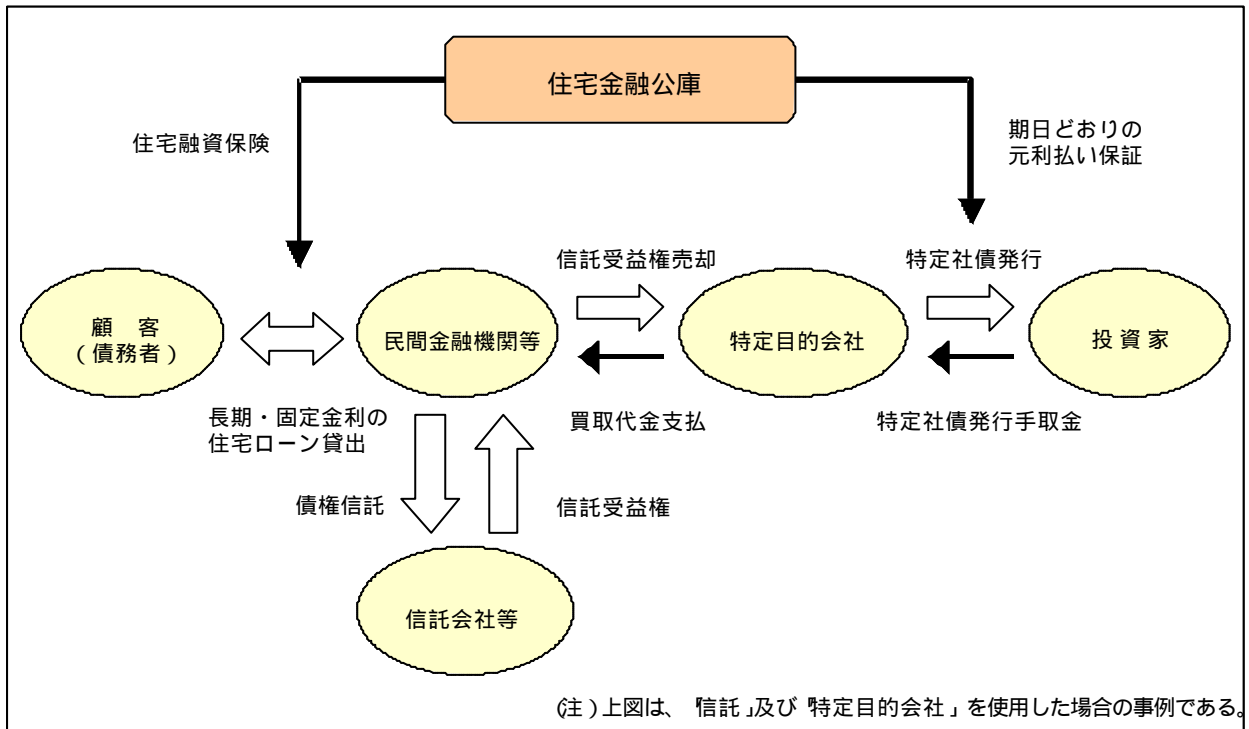 住宅金融公庫
住宅融資保険
期日どおりの
元利払い保証
信託受益権売却
特定社債発行
顧　客
（債務者）
民間金融機関等
特定目的会社
投 資 家
長期・固定金利の
住宅ローン貸出
買取代金支払
特定社債発行手取金
債権信託
信託受益権
信託会社等
(注）上図は、「信託」及び「特定目的会社」を使用した場合の事例である。